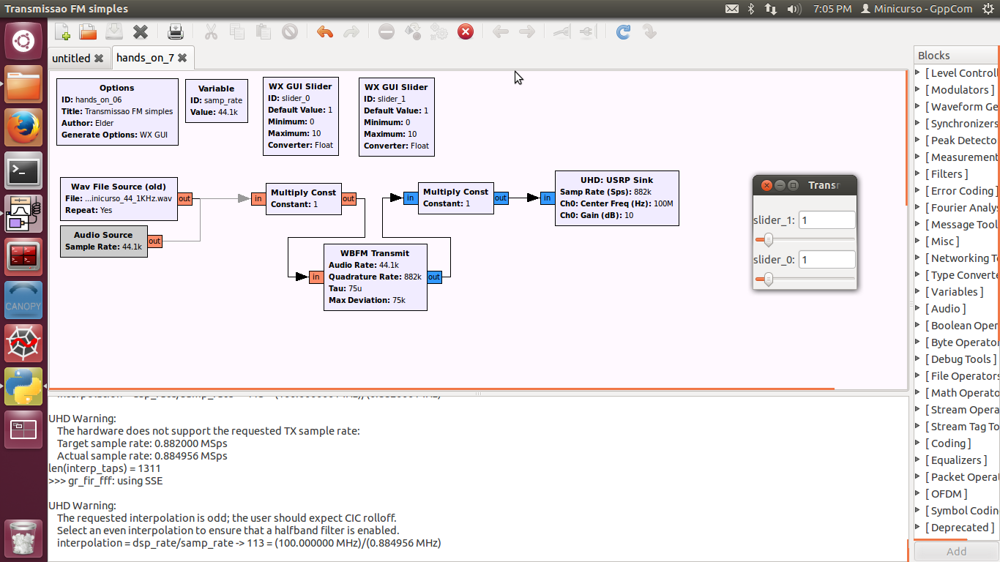 Transmissao FM simples
7:05 PM
Minicurso - GppCom
untitled
hands_on_7
Options
ID: hands_on_06
Title: Transmissao FM simples
Author: Elder
Generate Options: WX GUI
Variable
ID: samp_rate
Value: 44.1k
WX GUI Slider
ID: slider_0
Default Value: 1
Minimum: 0
Maximum: 10
Converter: Float
WX GUI Slider
ID: slider_1
Default Value: 1
Minimum: 0
Maximum: 10
Converter: Float
Wav File Source (old)
File: ...inicurso_44_1KHz.wav
Repeat: Yes
out
Audio Source
Sample Rate: 44.1k
out
in
Multiply Const
Constant: 1
out
in
WBFM Transmit
Audio Rate: 44.1k
Quadrature Rate: 882k
Tau: 75u
Max Deviation: 75k
out
in
Multiply Const
Constant: 1
out
in
UHD: USRP Sink
Samp Rate (Sps): 882k
Ch0: Center Freq (Hz): 100M
Ch0: Gain (dB): 10
Transr
slider_1: 1
slider_0: 1
CANOPY
Blocks
[ Level Controll
[ Modulators ]
[ Waveform Ge
[ Synchronizers
[ Peak Detecto
[ Measurement
[ Filters ]
[ Error Coding ]
[ Fourier Analys
[ Message Tool
[ Misc ]
[ Networking T
[ Type Converte
[ Variables ]
[ Audio ]
[ Boolean Oper
[ Byte Operator
[ Debug Tools ]
[ File Operators
[ Math Operato
[ Stream Opera
[ Stream Tag To
[ Coding ]
[ Equalizers ]
[ Packet Operat
[ OFDM ]
[ Symbol Codin
[ Deprecated ]
Add
UHD Warning:
The hardware does not support the requested TX sample rate:
Target sample rate: 0.882000 MSps
Actual sample rate: 0.884956 MSps
len(interp_taps) = 1311
>>> gr_fir_fff: using SSE
UHD Warning:
The requested interpolation is odd; the user should expect CIC rolloff.
Select an even interpolation to ensure that a halfband filter is enabled.
interpolation = dsp_rate/samp_rate -> 113 = (100.000000 MHz)/(0.884956 MHz)